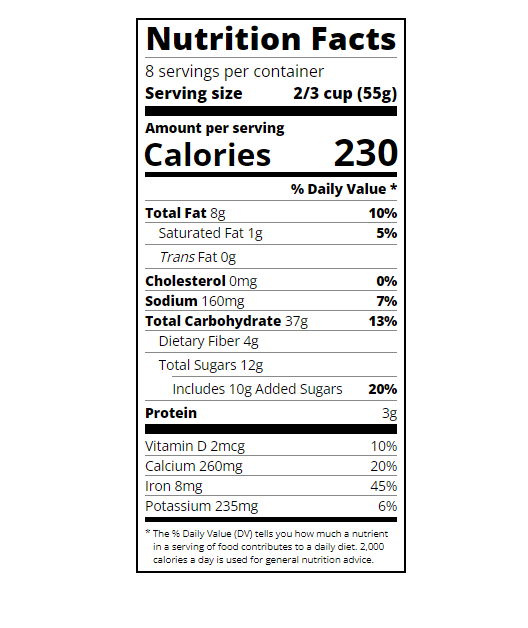 Nutrition Facts
8 servings per container
Serving size 2/3 cup (55g)
Amount per serving
Calories 230
% Daily Value *
Total Fat 8g 10%
Saturated Fat 1g 5%
Trans Fat 0g
Cholesterol 0mg 0%
Sodium 160mg 7%
Total Carbohydrate 37g 13%
Dietary Fiber 4g
Total Sugars 12g
Includes 10g Added Sugars 20%
Protein 3g
Vitamin D 2mcg 10%
Calcium 260mg 20%
Iron 8mg 45%
Potassium 235mg 6%
* The % Daily Value (DV) tells you how much a nutrient
in a serving of food contributes to a daily diet. 2,000
calories a day is used for general nutrition advice.